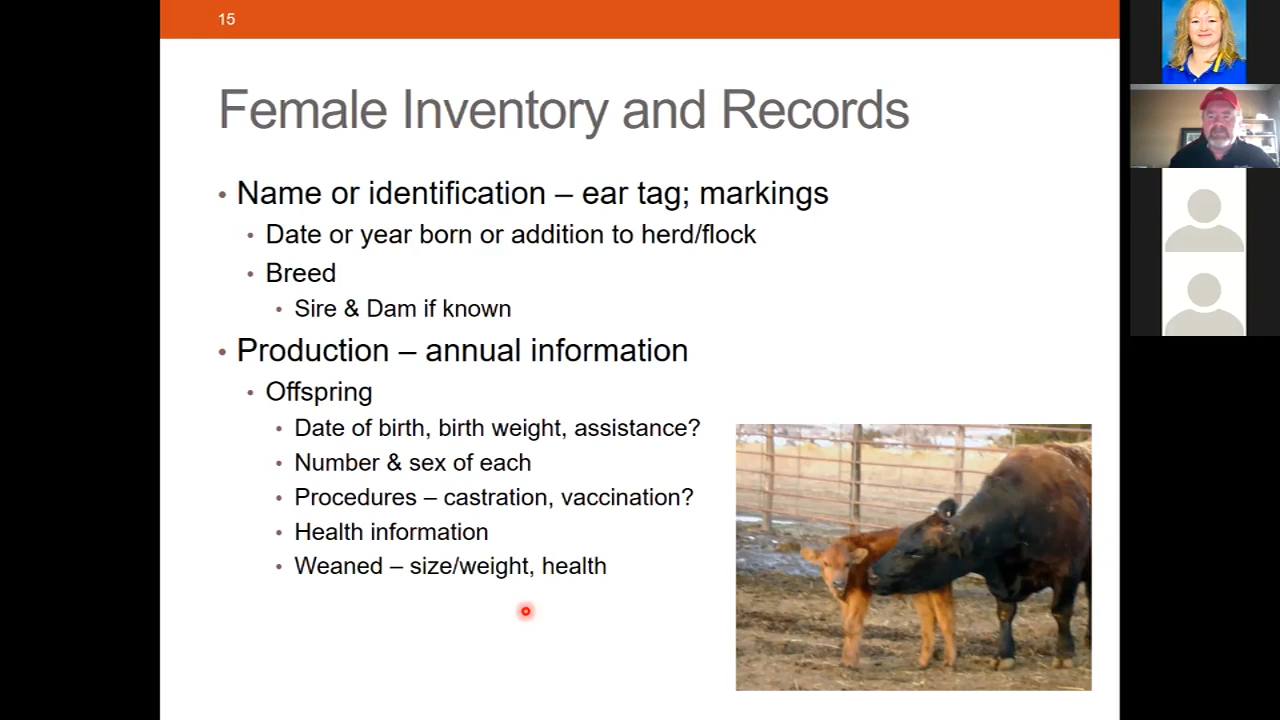 15
Female Inventory and Records
• Name or identification – ear tag; markings
• Date or year born or addition to herd/flock
• Breed
• Sire & Dam if known
• Production – annual information
• Offspring
• Date of birth, birth weight, assistance?
• Number & sex of each
• Procedures – castration, vaccination?
• Health information
• Weaned – size/weight, health